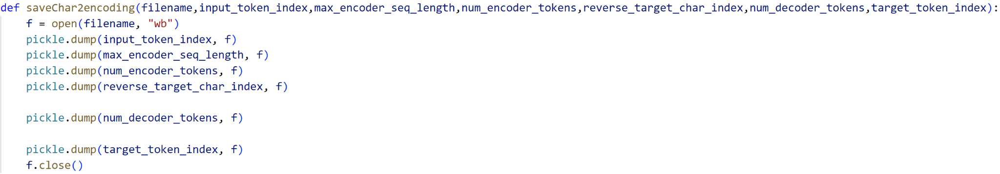 def saveChar2encoding(filename,input_token_index,max_encoder_seq_length,num_encoder_tokens,reverse_target_char_index,num_decoder_tokens,target_token_index):
    f = open(filename, "wb")
    pickle.dump(input_token_index, f)
    pickle.dump(max_encoder_seq_length, f)
    pickle.dump(num_encoder_tokens, f)
    pickle.dump(reverse_target_char_index, f)
    pickle.dump(num_decoder_tokens, f)
    pickle.dump(target_token_index, f)
    f.close()